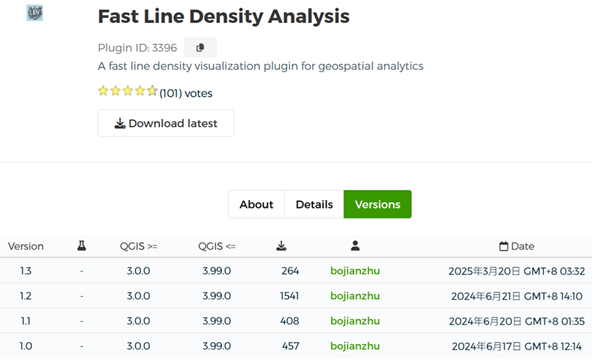 Fast Line Density Analysis
Plugin ID: 3396
A fast line density visualization plugin for geospatial analytics
(101) votes
Download latest
About Details Versions
Version QGIS >= QGIS <= Date
1.3 - 3.0.0 3.99.0 264 bojianzhu 2025年3月20日 GMT+8 03:32
1.2 - 3.0.0 3.99.0 1541 bojianzhu 2024年6月21日 GMT+8 14:10
1.1 - 3.0.0 3.99.0 408 bojianzhu 2024年6月20日 GMT+8 01:35
1.0 - 3.0.0 3.99.0 457 bojianzhu 2024年6月17日 GMT+8 12:14